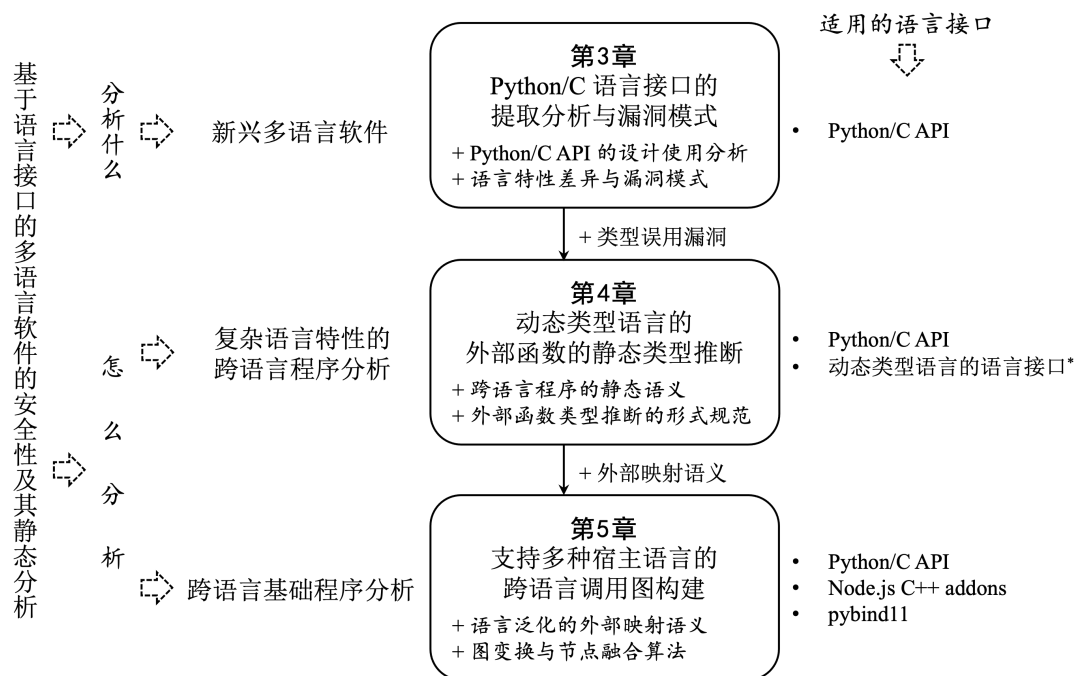 适用的语言接口
基于语言接口的多语言软件的安全性及其静态分析
分析什么
新兴多语言软件
第3章
Python/C 语言接口的
提取分析与漏洞模式
+ Python/C API 的设计使用分析
+ 语言特性差异与漏洞模式
• Python/C API
+ 类型误用漏洞
怎么分析
复杂语言特性的
跨语言程序分析
第4章
动态类型语言的
外部函数的静态类型推断
+ 跨语言程序的静态语义
+ 外部函数类型推断的形式规范
• Python/C API
• 动态类型语言的语言接口*
+ 外部映射语义
跨语言基础程序分析
第5章
支持多种宿主语言的
跨语言调用图构建
+ 语言泛化的外部映射语义
+ 图变换与节点融合算法
• Python/C API
• Node.js C++ addons
• pybind11